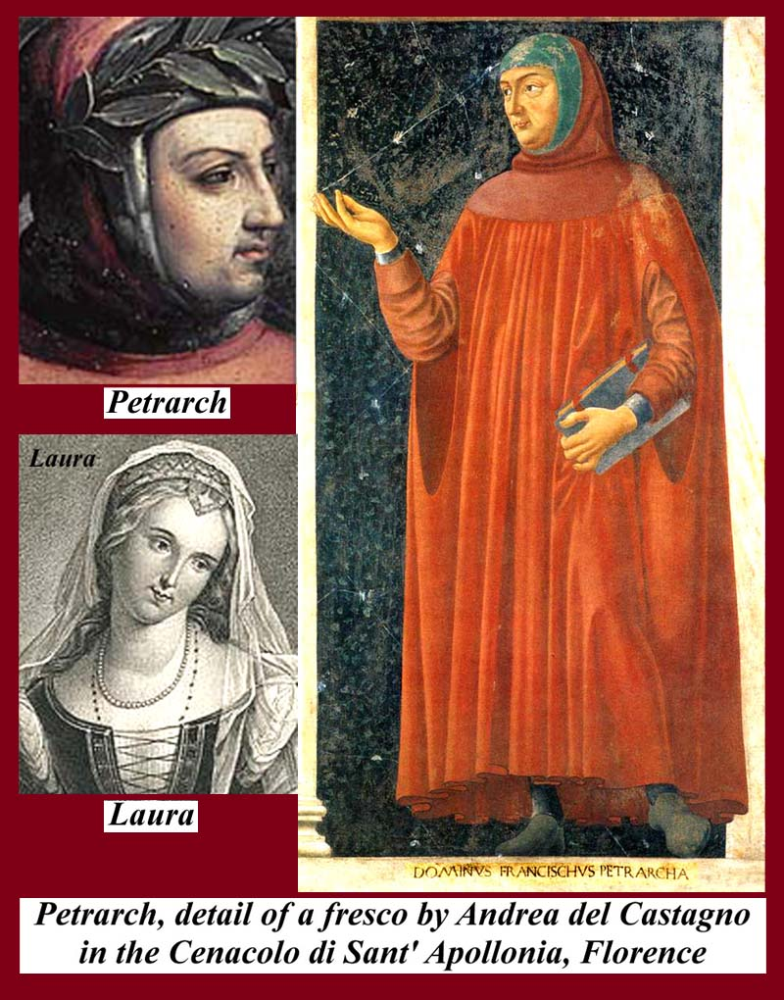 Petrarch
Laura
Laura
DOMINVS FRANCISCHVS PETRARCHA
Petrarch, detail of a fresco by Andrea del Castagno
in the Cenacolo di Sant' Apollonia, Florence